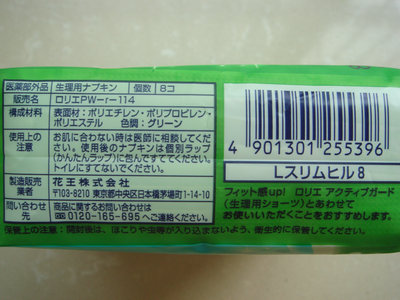 医薬部外品 生理用ナプキン 個数 8コ
販売名 ロリエPWーrー114
構成材料 表面材:ポリエチレン・ポリプロピレン・
ポリエステル 色調:グリーン
使用上の
注意
お肌に合わない時は医師に相談してくだ
さい。使用後のナプキンは個別ラップ
(かんたんラップ)に包んですててください。
トイレにすてないでください。
製造販売
業者
花王株式会社
〒103-8210 東京都中央区日本橋茅場町1-14-10
問い合わせ
先
商品に関するお問い合わせは
0120-165-695 へご連絡ください。
保管上の注意:開封後は、ほこりや虫等が入り込まないよう、衛生的に保管してください。
4 901301 255396
Lスリムヒル8
フィット感up! ロリエ アクティブガード
(生理用ショーツ)とあわせて
お使いいただくことをおすすめします。